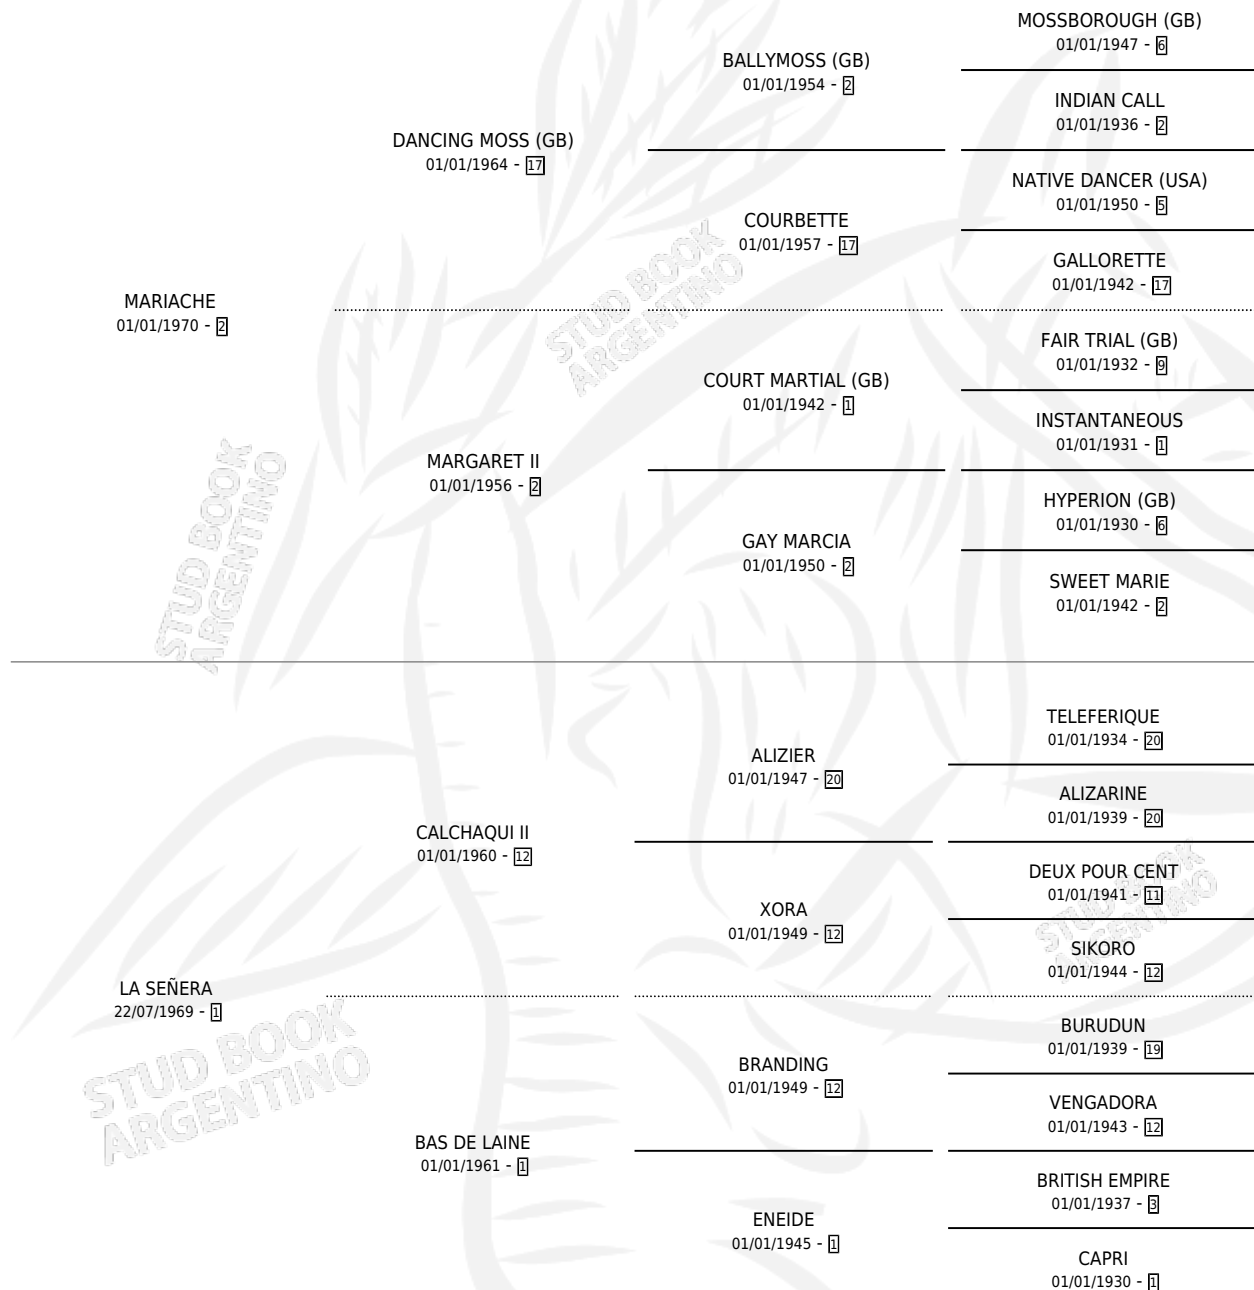 MOSSBOROUGH (GB)
01/01/1947 - 6
BALLYMOSS (GB)
01/01/1954 - 2
INDIAN CALL
01/01/1936 - 2
DANCING MOSS (GB)
01/01/1964 - 17
NATIVE DANCER (USA)
01/01/1950 - 5
COURBETTE
01/01/1957 - 17
GALLORETTE
01/01/1942 - 17
MARIACHE
01/01/1970 - 2
FAIR TRIAL (GB)
01/01/1932 - 9
COURT MARTIAL (GB)
01/01/1942 - 1
INSTANTANEOUS
01/01/1931 - 1
MARGARET II
01/01/1956 - 2
HYPERION (GB)
01/01/1930 - 6
GAY MARCIA
01/01/1950 - 2
SWEET MARIE
01/01/1942 - 2
TELEFERIQUE
01/01/1934 - 20
ALIZIER
01/01/1947 - 20
ALIZARINE
01/01/1939 - 20
CALCHAQUI II
01/01/1960 - 12
DEUX POUR CENT
01/01/1941 - 11
XORA
01/01/1949 - 12
SIKORO
01/01/1944 - 12
LA SEÑERA
22/07/1969 - 1
BURUDUN
01/01/1939 - 19
BRANDING
01/01/1949 - 12
VENGADORA
01/01/1943 - 12
BAS DE LAINE
01/01/1961 - 1
BRITISH EMPIRE
01/01/1937 - 3
ENEIDE
01/01/1945 - 1
CAPRI
01/01/1930 - 1
STUD BOOK
ARGENTINO
STUD BOOK
ARGENTINO
STUD BOOK
ARGENTINO
STUD BOOK
ARGENTINO